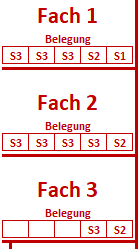 Fach 1
Belegung
S3 S3 S3 S2 S1
Fach 2
Belegung
S3 S3 S3 S3 S2
Fach 3
Belegung
S3 S2